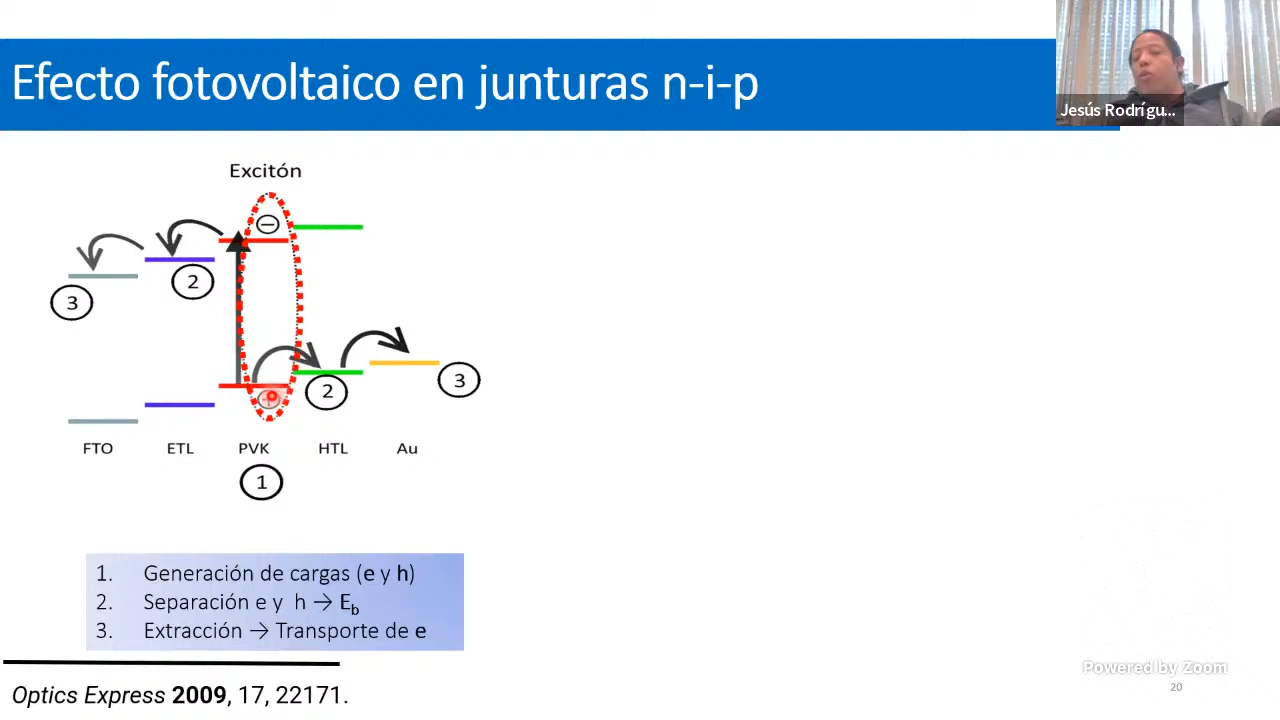 Efecto fotovoltaico en junturas n-i-p
Jesús Rodrígu...
Excitón
−
2
3
2
3
FTO ETL PVK HTL Au
1
1. Generación de cargas (e y h)
2. Separación e y h → Eb
3. Extracción → Transporte de e
Optics Express 2009, 17, 22171.
Powered by Zoom
20